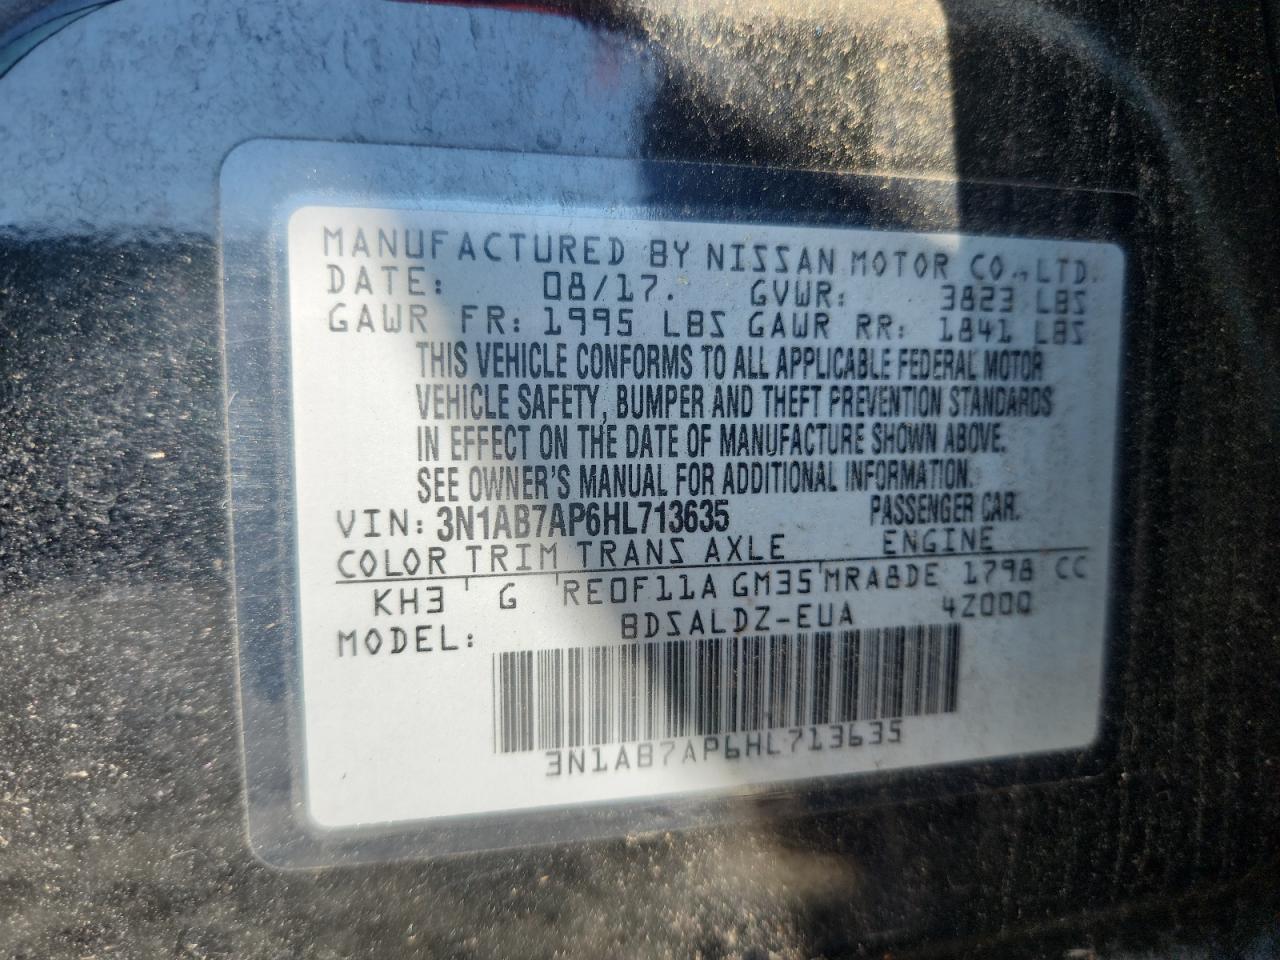 MANUFACTURED BY NISSAN MOTOR CO., LTD.
DATE: 08/17. GVWR: 3823 LBS
GAWR FR: 1995 LBS GAWR RR: 1841 LBS
THIS VEHICLE CONFORMS TO ALL APPLICABLE FEDERAL MOTOR
VEHICLE SAFETY, BUMPER AND THEFT PREVENTION STANDARDS
IN EFFECT ON THE DATE OF MANUFACTURE SHOWN ABOVE.
SEE OWNER'S MANUAL FOR ADDITIONAL INFORMATION.
VIN: 3N1AB7AP6HL713635 PASSENGER CAR.
COLOR TRIM TRANS AXLE ENGINE
KH3 G RE0F11A GM35 MRA8DE 1798 CC
MODEL: BDSALDZ-EUA 4Z000
3N1AB7AP6HL713635